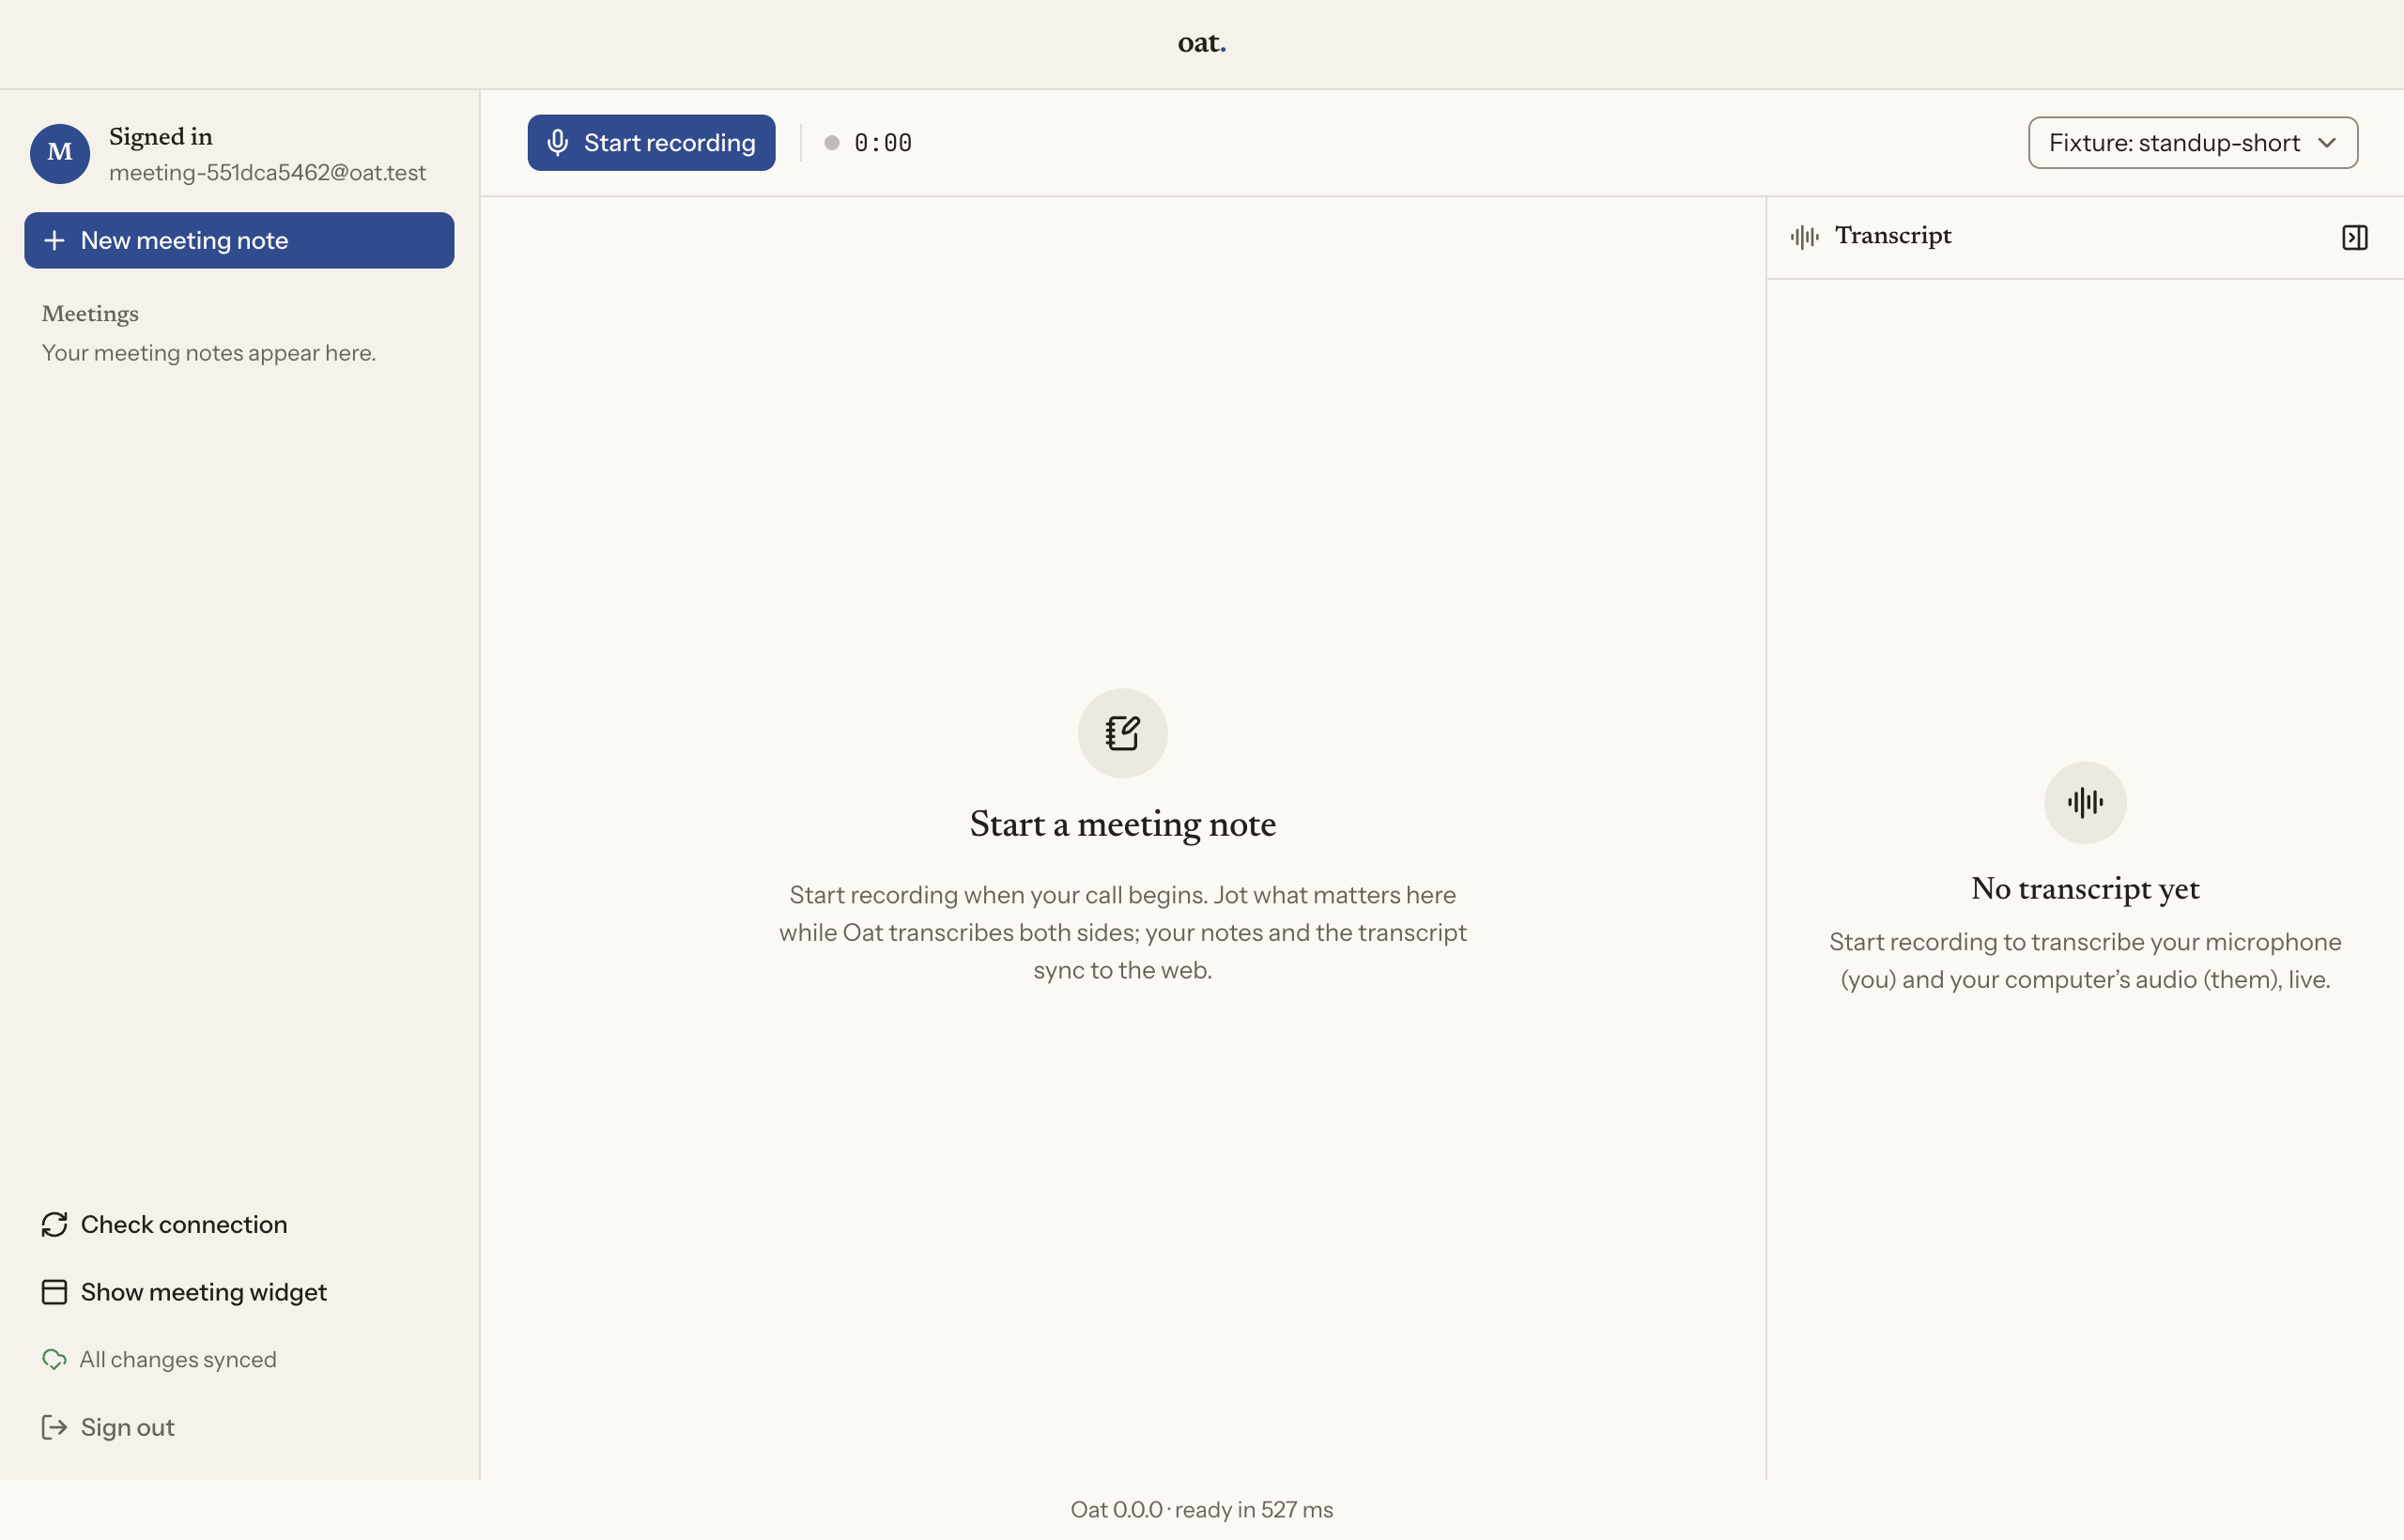 oat.
M
Signed in
meeting-551dca5462@oat.test
New meeting note
Meetings
Your meeting notes appear here.
Check connection
Show meeting widget
All changes synced
Sign out
Start recording
0:00
Fixture: standup-short
Start a meeting note
Start recording when your call begins. Jot what matters here
while Oat transcribes both sides; your notes and the transcript
sync to the web.
Transcript
No transcript yet
Start recording to transcribe your microphone
(you) and your computer’s audio (them), live.
Oat 0.0.0 · ready in 527 ms